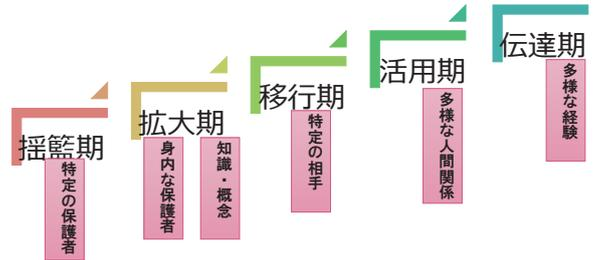 揺籃期
特定の保護者
拡大期
身内な保護者
知識・概念
移行期
特定の相手
活用期
多様な人間関係
伝達期
多様な経験